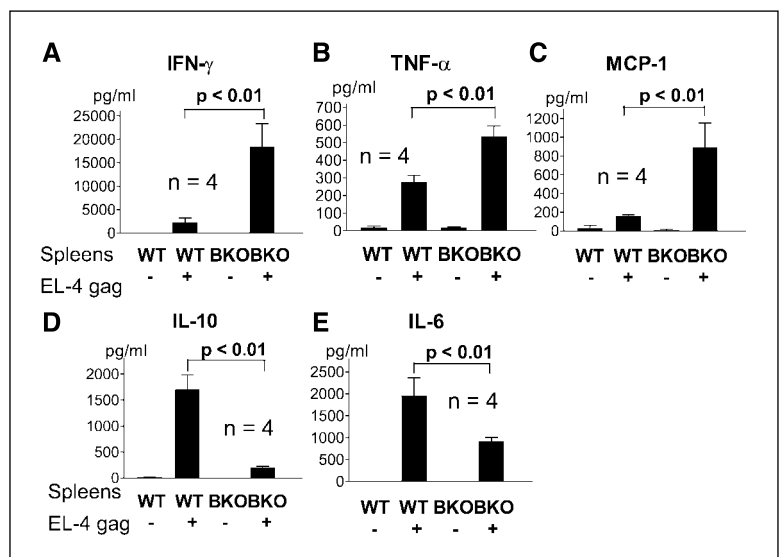 A
IFN-γ
pg/ml
p < 0.01
25000
20000
15000
10000
5000
0
n = 4
B
TNF-α
p < 0.01
700
600
500
400
300
200
100
0
n = 4
C
MCP-1
pg/ml
p < 0.01
1200
1000
800
600
400
200
0
n = 4
Spleens WT WT BKO BKO WT WT BKO BKO WT WT BKO BKO
EL-4 gag - + - + - + - + - + - +
D
IL-10
pg/ml
p < 0.01
2000
1500
1000
500
0
n = 4
E
IL-6
pg/ml
p < 0.01
2500
2000
1500
1000
500
0
n = 4
Spleens WT WT BKO BKO WT WT BKO BKO
EL-4 gag - + - + - + - +